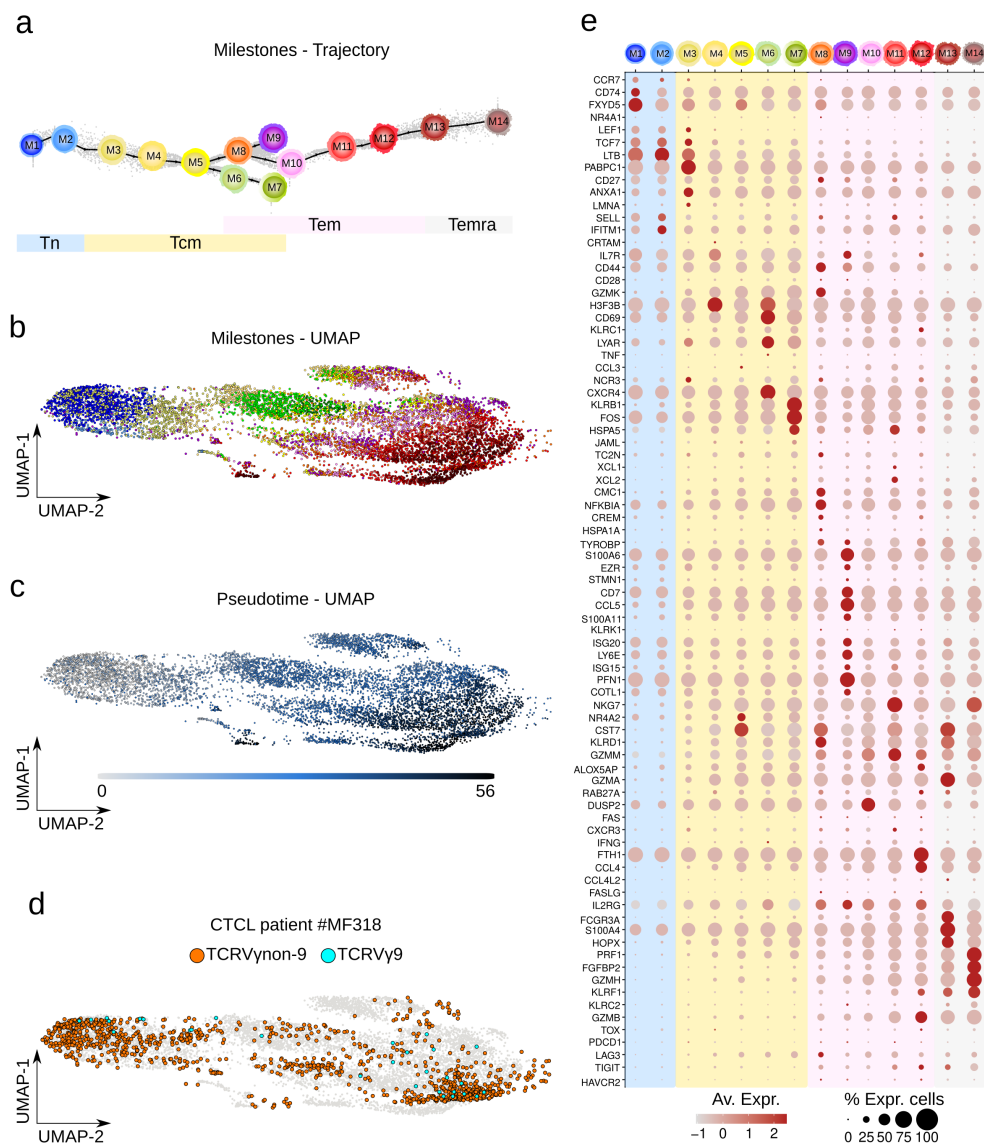 a
Milestones - Trajectory
M1
M2
M3
M4
M5
M8
M9
M6
M7
M10
M11
M12
M13
M14
Tem
Temra
Tn
Tcm
b
Milestones - UMAP
UMAP-1
UMAP-2
c
Pseudotime - UMAP
UMAP-1
0
56
UMAP-2
d
CTCL patient #MF318
TCRVγnon-9
TCRVγ9
UMAP-1
UMAP-2
e
M1 M2 M3 M4 M5 M6 M7 M8 M9 M10 M11 M12 M13 M14
CCR7
CD74
FXYD5
NR4A1
LEF1
TCF7
LTB
PABPC1
CD27
ANXA1
LMNA
SELL
IFITM1
CRTAM
IL7R
CD44
CD28
GZMK
H3F3B
CD69
KLRC1
LYAR
TNF
CCL3
NCR3
CXCR4
KLRB1
FOS
HSPA5
JAML
TC2N
XCL1
XCL2
CMC1
NFKBIA
CREM
HSPA1A
TYROBP
S100A6
EZR
STMN1
CD7
CCL5
S100A11
KLRK1
ISG20
LY6E
ISG15
PFN1
COTL1
NKG7
NR4A2
CST7
KLRD1
GZMM
ALOX5AP
GZMA
RAB27A
DUSP2
FAS
CXCR3
IFNG
FTH1
CCL4
CCL4L2
FASLG
IL2RG
FCGR3A
S100A4
HOPX
PRF1
FGFBP2
GZMH
KLRF1
KLRC2
GZMB
TOX
PDCD1
LAG3
TIGIT
HAVCR2
Av. Expr.
−1 0 1 2
% Expr. cells
0 25 50 75 100